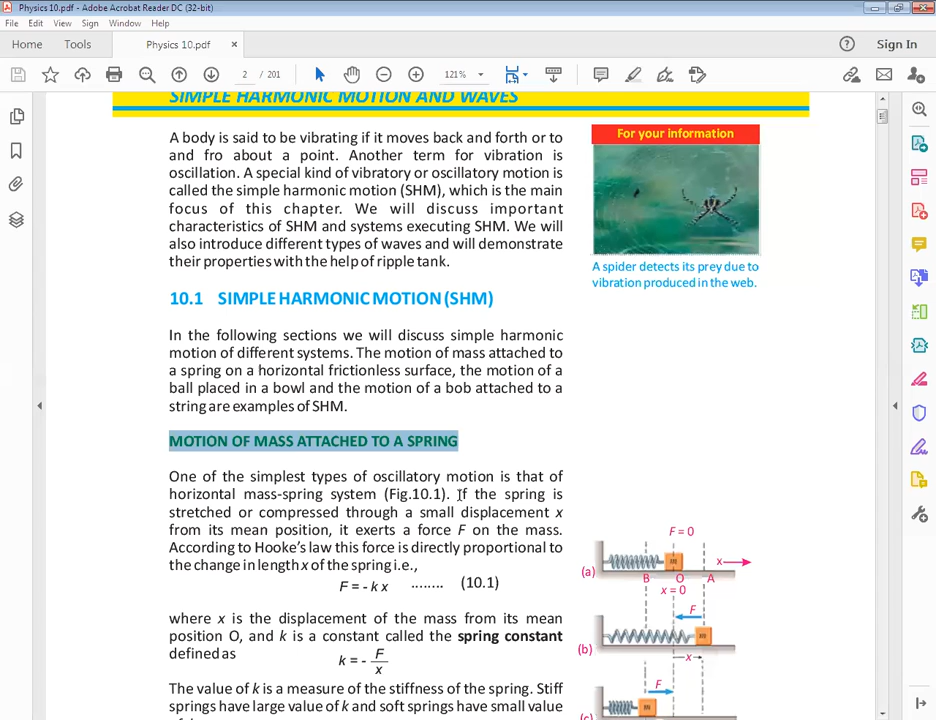 Physics 10.pdf - Adobe Acrobat Reader DC (32-bit)
File Edit View Sign Window Help
Home Tools Physics 10.pdf × Sign In
2 / 201 121%
SIMPLE HARMONIC MOTION AND WAVES
A body is said to be vibrating if it moves back and forth or to
and fro about a point. Another term for vibration is
oscillation. A special kind of vibratory or oscillatory motion is
called the simple harmonic motion (SHM), which is the main
focus of this chapter. We will discuss important
characteristics of SHM and systems executing SHM. We will
also introduce different types of waves and will demonstrate
their properties with the help of ripple tank.
For your information
A spider detects its prey due to
vibration produced in the web.
10.1 SIMPLE HARMONIC MOTION (SHM)
In the following sections we will discuss simple harmonic
motion of different systems. The motion of mass attached to
a spring on a horizontal frictionless surface, the motion of a
ball placed in a bowl and the motion of a bob attached to a
string are examples of SHM.
MOTION OF MASS ATTACHED TO A SPRING
One of the simplest types of oscillatory motion is that of
horizontal mass-spring system (Fig.10.1). If the spring is
stretched or compressed through a small displacement x
from its mean position, it exerts a force F on the mass.
According to Hooke's law this force is directly proportional to
the change in length x of the spring i.e.,
F = - k x ........ (10.1)
where x is the displacement of the mass from its mean
position O, and k is a constant called the spring constant
defined as
k = - F/x
The value of k is a measure of the stiffness of the spring. Stiff
springs have large value of k and soft springs have small value
F = 0
m
x
(a)
B O A
x = 0
F
m
(b)
x
F
m
(c)